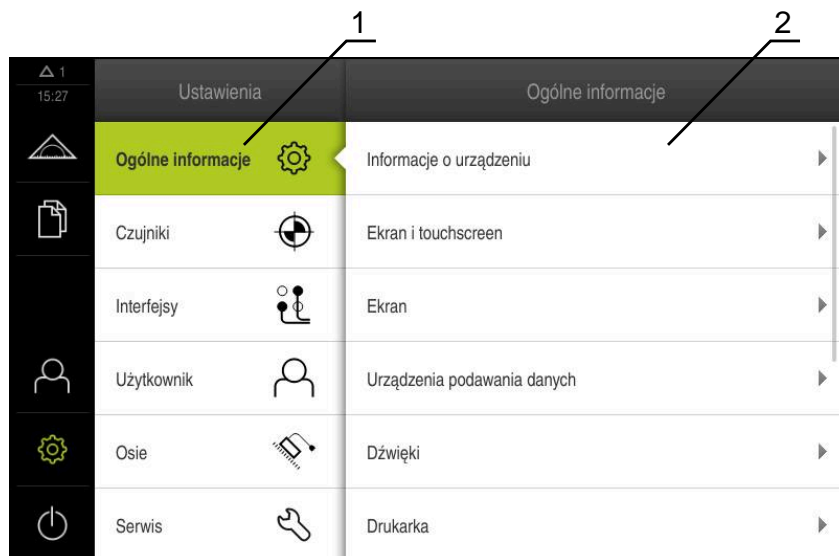 1
2
1
15:27
Ustawienia
Ogólne informacje
Ogólne informacje
Informacje o urządzeniu
Czujniki
Ekran i touchscreen
Interfejsy
Ekran
Użytkownik
Urządzenia podawania danych
Osie
Dźwięki
Serwis
Drukarka